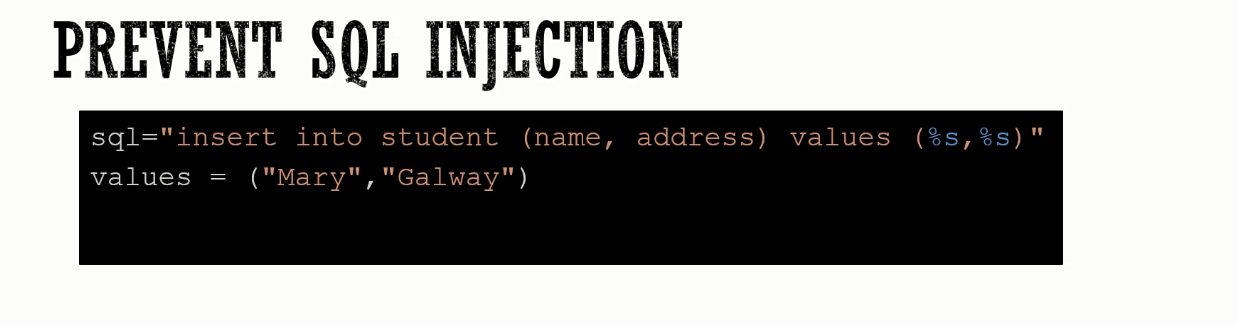 PREVENT SQL INJECTION
sql="insert into student (name, address) values (%s,%s)"
values = ("Mary","Galway")